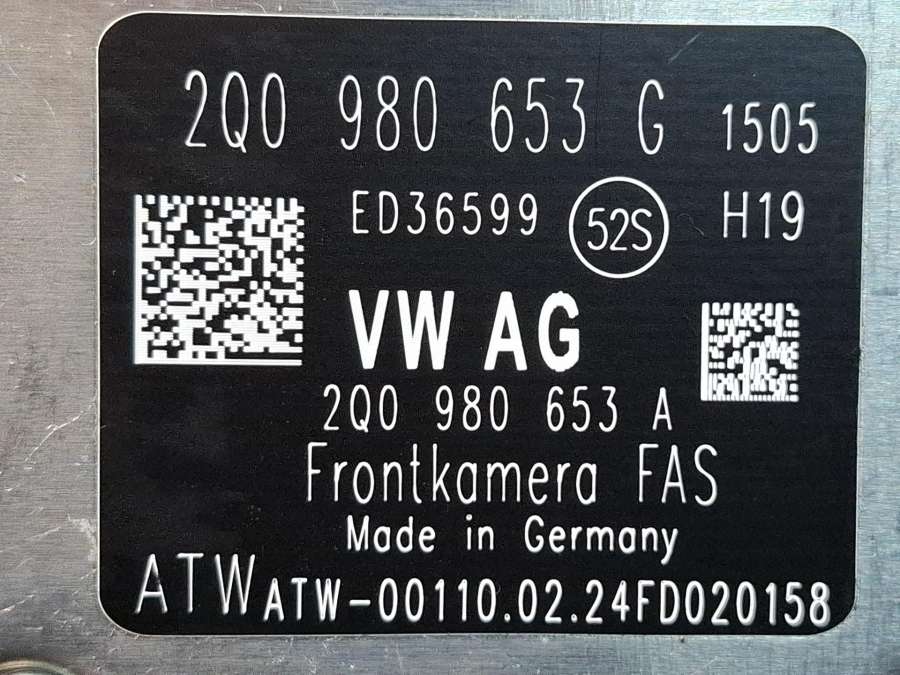 2Q0 980 653 G 1505
ED36599 52S H19
VW AG
2Q0 980 653 A
Frontkamera FAS
Made in Germany
ATW ATW-00110.02.24FD020158